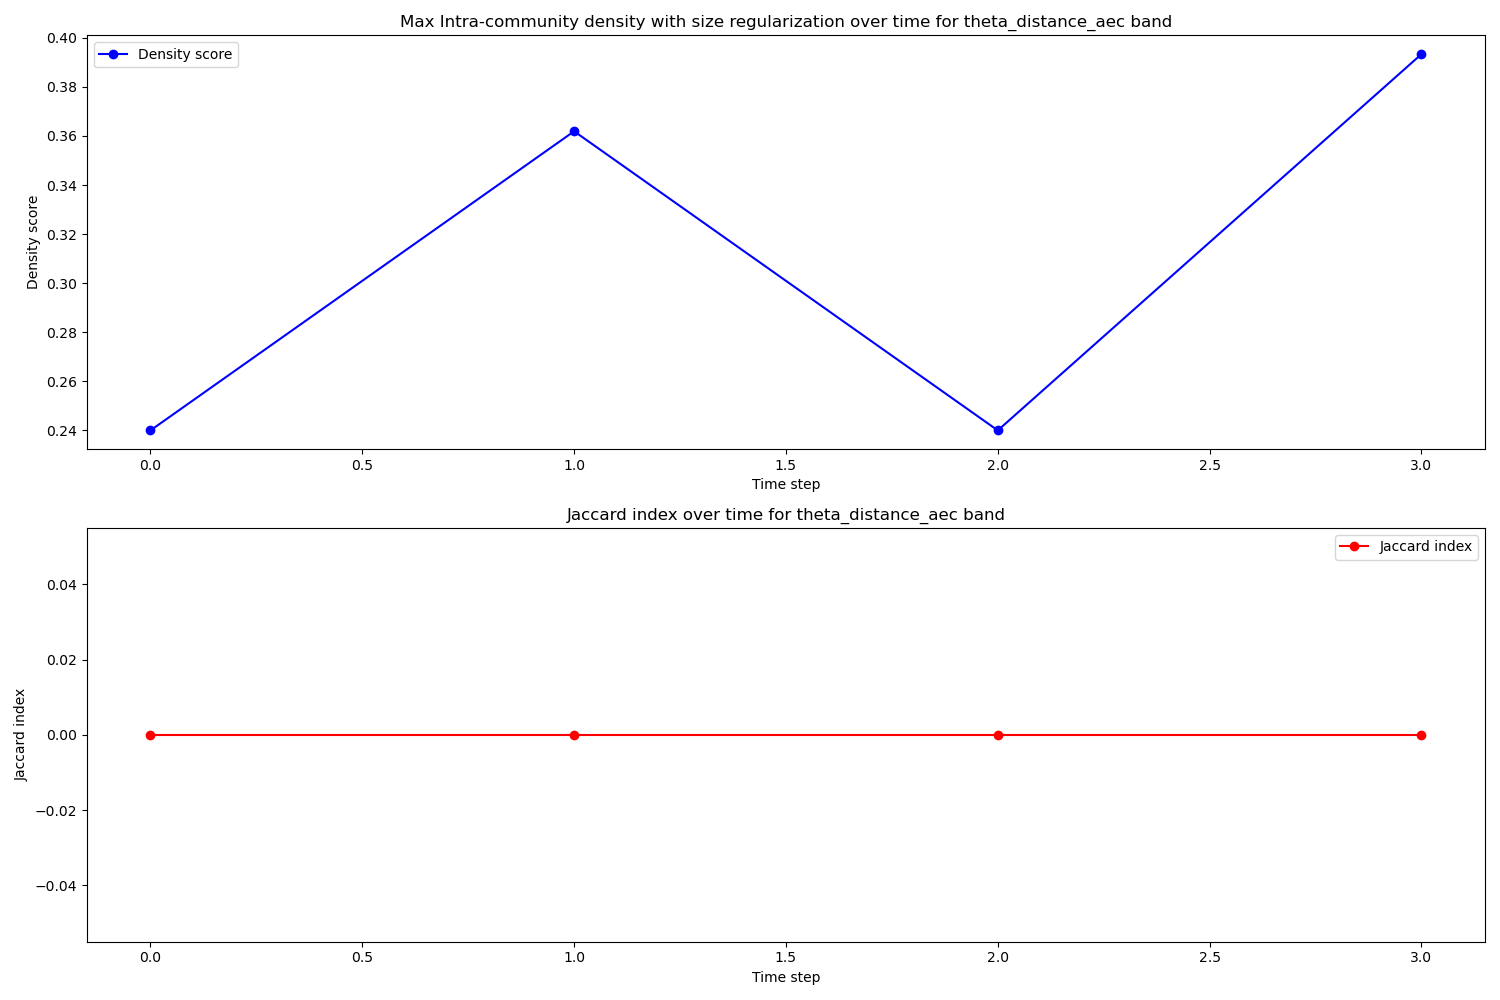 Max Intra-community density with size regularization over time for theta_distance_aec band
Density score
0.40
0.38
0.36
0.34
0.32
0.30
0.28
0.26
0.24
Density score
0.0 0.5 1.0 1.5 2.0 2.5 3.0
Time step
Jaccard index over time for theta_distance_aec band
Jaccard index
0.04
0.02
0.00
−0.02
−0.04
Jaccard index
0.0 0.5 1.0 1.5 2.0 2.5 3.0
Time step